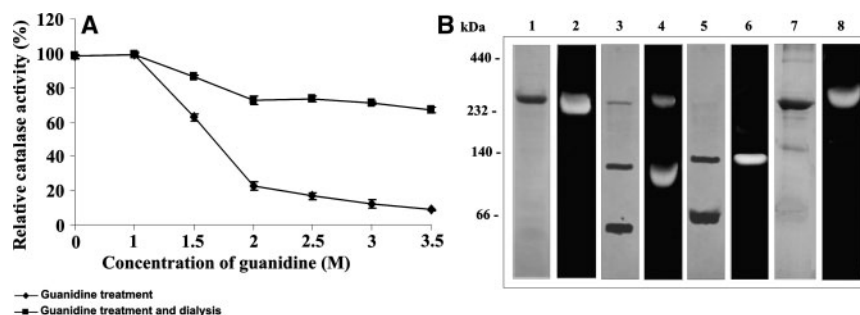 A
Relative catalase activity (%)
120
100
80
60
40
20
0
0 1 1.5 2 2.5 3 3.5
Concentration of guanidine (M)
Guanidine treatment
Guanidine treatment and dialysis
B kDa 1 2 3 4 5 6 7 8
440 -
232 -
140 -
66 -